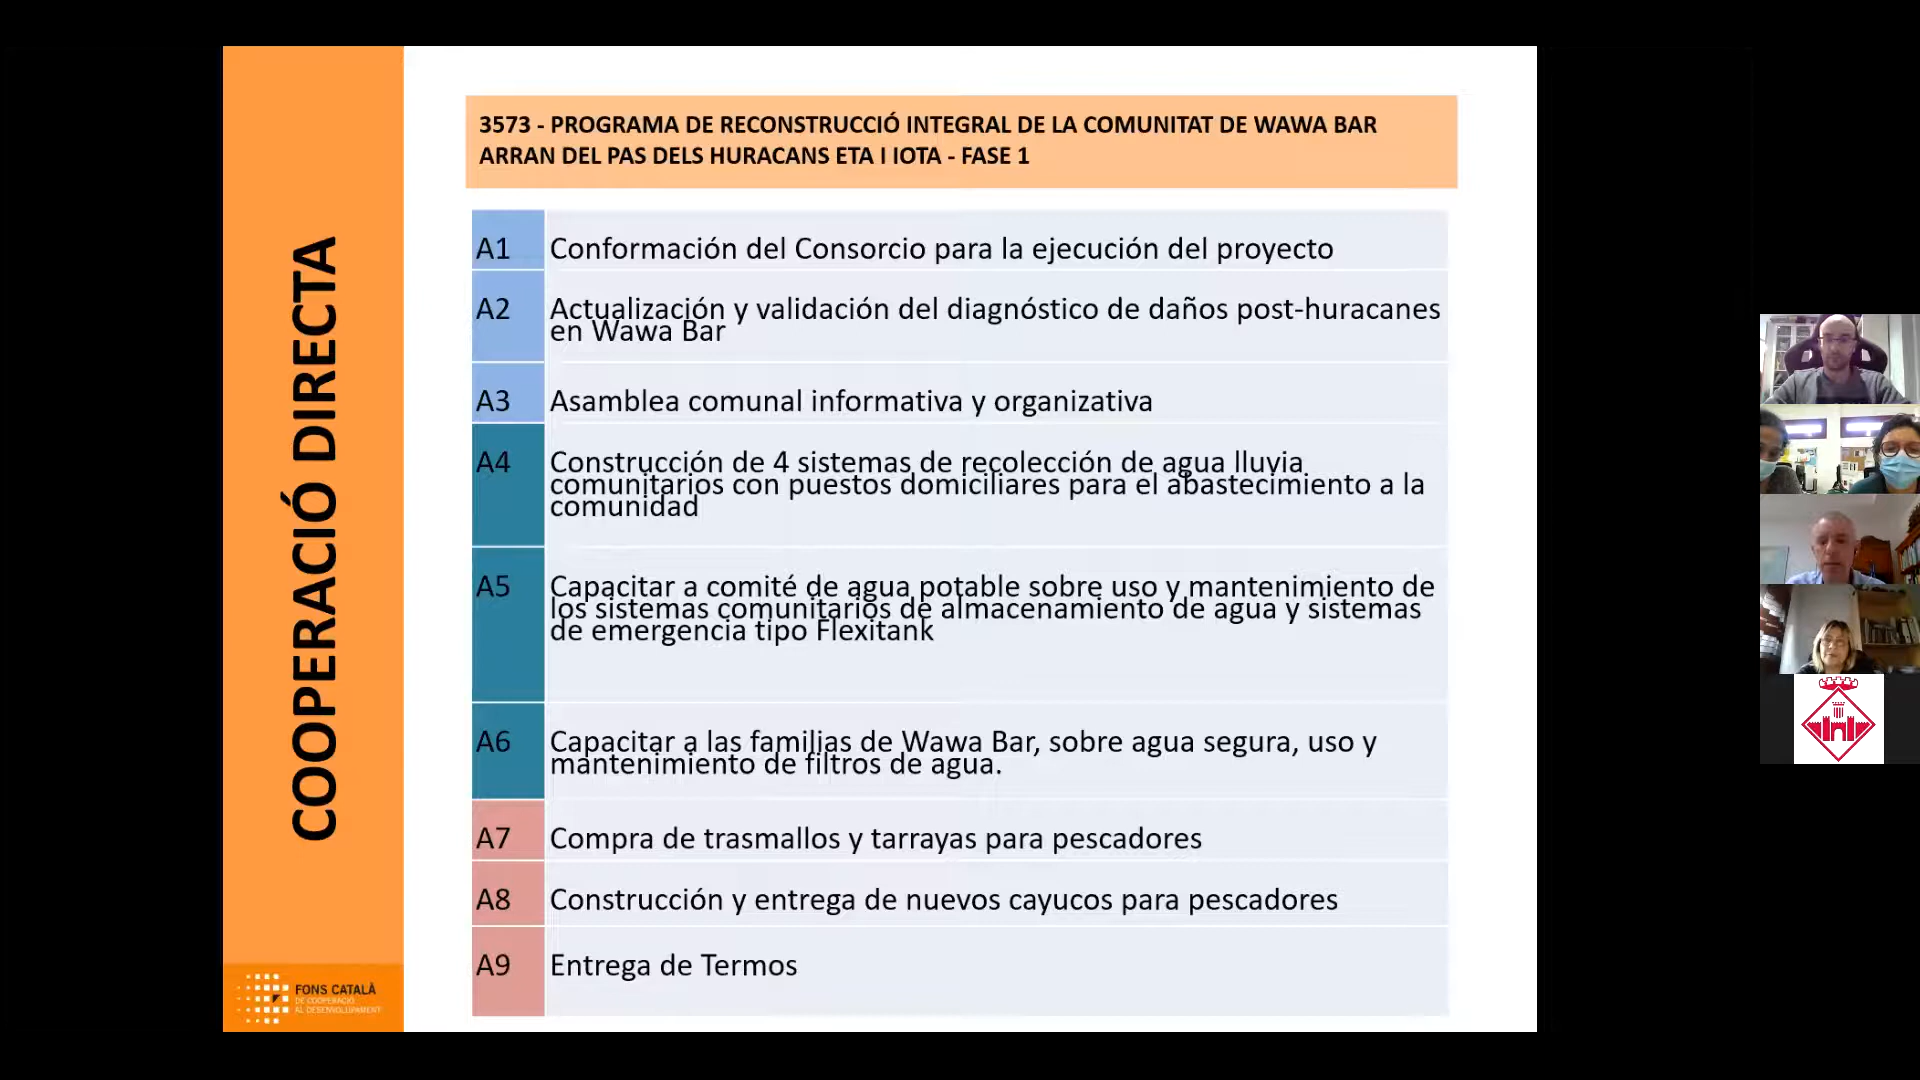 COOPERACIÓ DIRECTA
3573 - PROGRAMA DE RECONSTRUCCIÓ INTEGRAL DE LA COMUNITAT DE WAWA BAR
ARRAN DEL PAS DELS HURACANS ETA I IOTA - FASE 1
A1 Conformación del Consorcio para la ejecución del proyecto
A2 Actualización y validación del diagnóstico de daños post-huracanes
en Wawa Bar
A3 Asamblea comunal informativa y organizativa
A4 Construcción de 4 sistemas de recolección de agua lluvia
comunitarios con puestos domiciliares para el abastecimiento a la
comunidad
A5 Capacitar a comité de agua potable sobre uso y mantenimiento de
los sistemas comunitarios de almacenamiento de agua y sistemas
de emergencia tipo Flexitank
A6 Capacitar a las familias de Wawa Bar, sobre agua segura, uso y
mantenimiento de filtros de agua.
A7 Compra de trasmallos y tarrayas para pescadores
A8 Construcción y entrega de nuevos cayucos para pescadores
A9 Entrega de Termos
FONS CATALÀ
DE COOPERACIÓ
AL DESENVOLUPAMENT